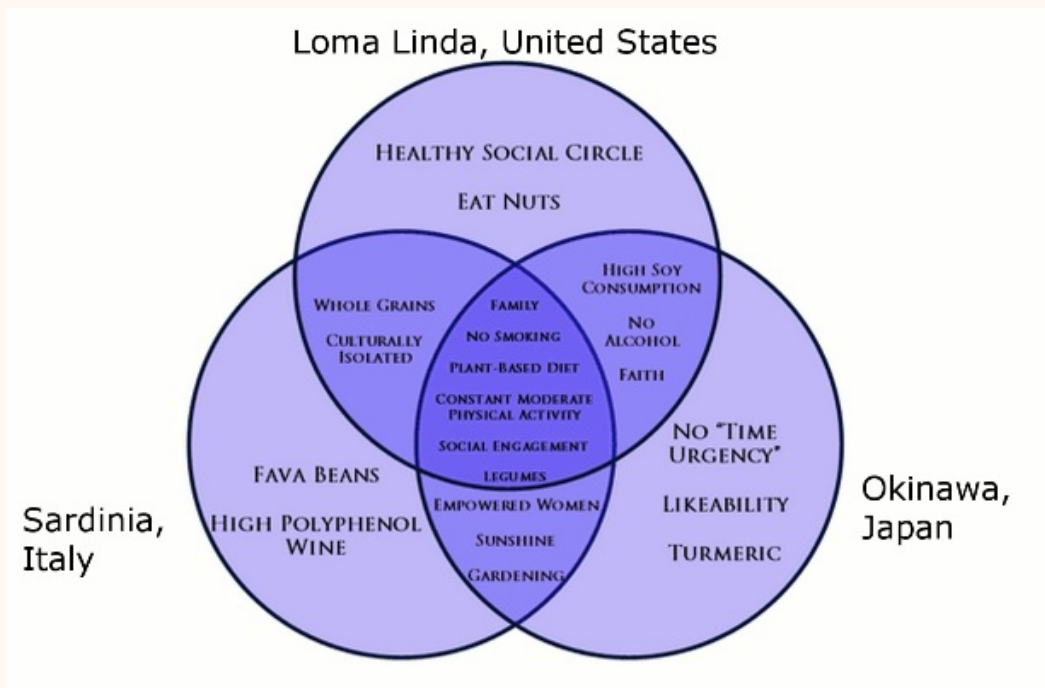 Loma Linda, United States
HEALTHY SOCIAL CIRCLE
EAT NUTS
WHOLE GRAINS
CULTURALLY
ISOLATED
FAMILY
NO SMOKING
PLANT-BASED DIET
CONSTANT MODERATE
PHYSICAL ACTIVITY
SOCIAL ENGAGEMENT
LEGUMES
HIGH SOY
CONSUMPTION
NO
ALCOHOL
FAITH
FAVA BEANS
HIGH POLYPHENOL
WINE
EMPOWERED WOMEN
SUNSHINE
GARDENING
NO "TIME
URGENCY"
LIKEABILITY
TURMERIC
Sardinia,
Italy
Okinawa,
Japan